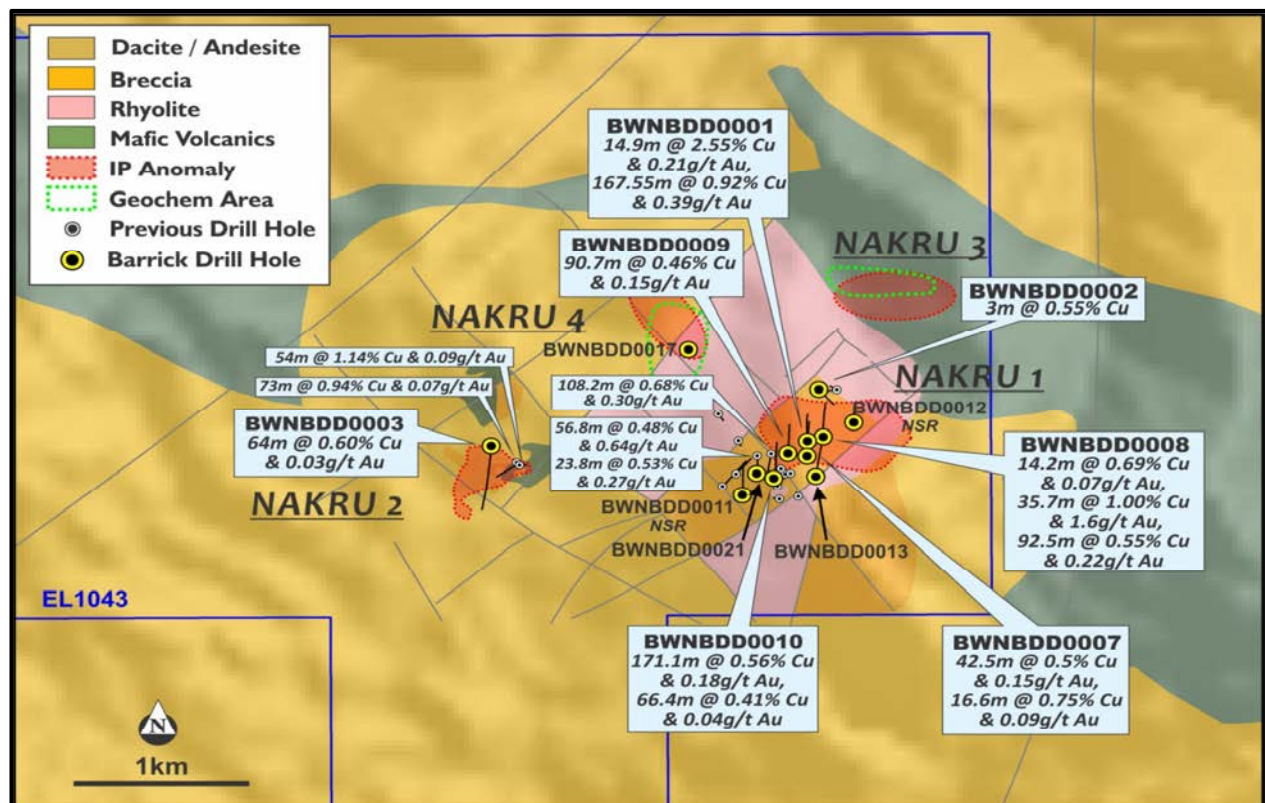 Dacite / Andesite
Breccia
Rhyolite
Mafic Volcanics
IP Anomaly
Geochem Area
Previous Drill Hole
Barrick Drill Hole
BWNBDD0001
14.9m @ 2.55% Cu
& 0.21g/t Au,
167.55m @ 0.92% Cu
& 0.39g/t Au
BWNBDD0009
90.7m @ 0.46% Cu
& 0.15g/t Au
NAKRU 3
BWNBDD0002
3m @ 0.55% Cu
NAKRU 4
BWNBDD0017
54m @ 1.14% Cu & 0.09g/t Au
73m @ 0.94% Cu & 0.07g/t Au
BWNBDD0003
64m @ 0.60% Cu
& 0.03g/t Au
NAKRU 2
108.2m @ 0.68% Cu
& 0.30g/t Au
56.8m @ 0.48% Cu
& 0.64g/t Au
23.8m @ 0.53% Cu
& 0.27g/t Au
NAKRU 1
BWNBDD0012
NSR
BWNBDD0008
14.2m @ 0.69% Cu
& 0.07g/t Au,
35.7m @ 1.00% Cu
& 1.6g/t Au,
92.5m @ 0.55% Cu
& 0.22g/t Au
BWNBDD0011
NSR
BWNBDD0021
BWNBDD0013
EL1043
BWNBDD0010
171.1m @ 0.56% Cu
& 0.18g/t Au,
66.4m @ 0.41% Cu
& 0.04g/t Au
BWNBDD0007
42.5m @ 0.5% Cu
& 0.15g/t Au,
16.6m @ 0.75% Cu
& 0.09g/t Au
N
1km